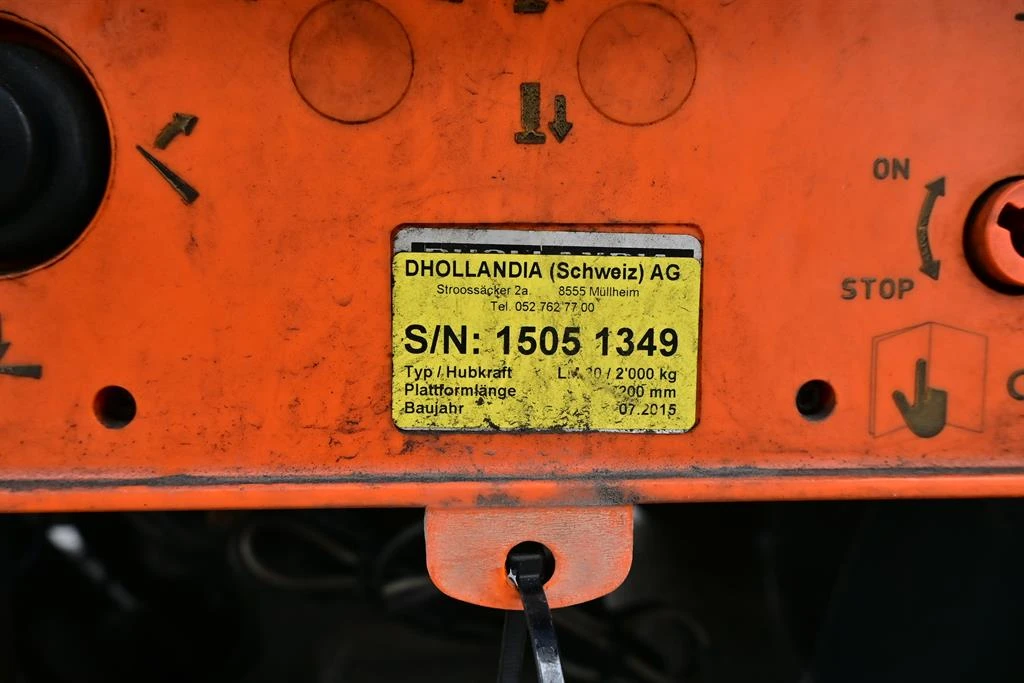 ON
STOP
DHOLLANDIA
DHOLLANDIA (Schweiz) AG
Stroossäcker 2a. 8555 Müllheim
Tel. 052 762 77 00
S/N: 1505 1349
Typ / Hubkraft / 2'000 kg
Plattformlänge mm
Baujahr 07.2015